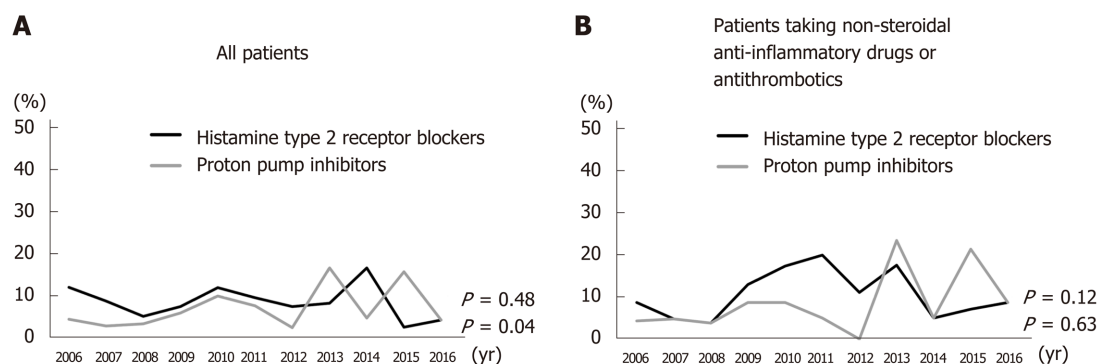 A
All patients
(%)
50
40
30
20
10
0
Histamine type 2 receptor blockers
Proton pump inhibitors
P = 0.48
P = 0.04
2006 2007 2008 2009 2010 2011 2012 2013 2014 2015 2016 (yr)
B
Patients taking non-steroidal
anti-inflammatory drugs or
antithrombotics
(%)
50
40
30
20
10
0
Histamine type 2 receptor blockers
Proton pump inhibitors
P = 0.12
P = 0.63
2006 2007 2008 2009 2010 2011 2012 2013 2014 2015 2016 (yr)